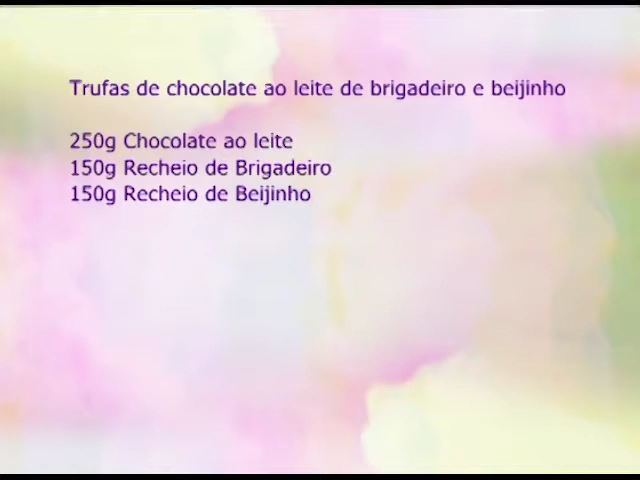 Trufas de chocolate ao leite de brigadeiro e beijinho
250g Chocolate ao leite
150g Recheio de Brigadeiro
150g Recheio de Beijinho